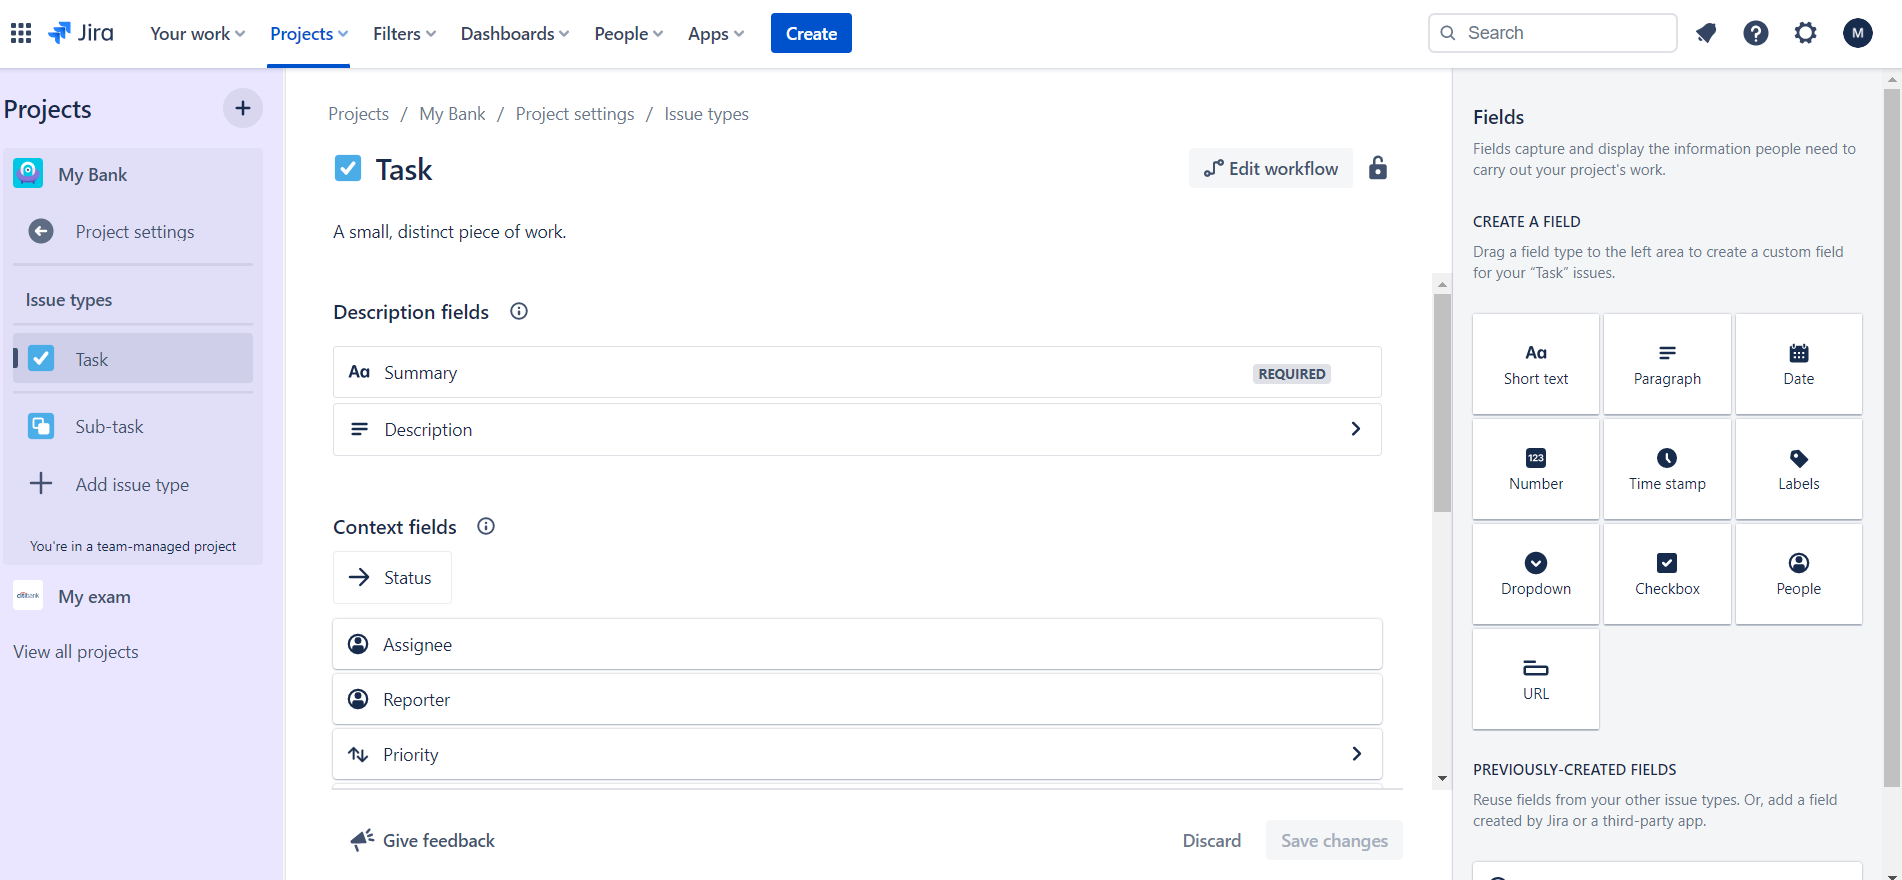 Jira
Your work
Projects
Filters
Dashboards
People
Apps
Create
Search
M
Projects
My Bank
Project settings
Issue types
Task
Sub-task
Add issue type
You're in a team-managed project
My exam
View all projects
Projects / My Bank / Project settings / Issue types
Task
Edit workflow
A small, distinct piece of work.
Description fields
Aa Summary
REQUIRED
Description
Context fields
Status
Assignee
Reporter
Priority
Give feedback
Discard
Save changes
Fields
Fields capture and display the information people need to
carry out your project's work.
CREATE A FIELD
Drag a field type to the left area to create a custom field
for your “Task” issues.
Aa
Short text
Paragraph
Date
123
Number
Time stamp
Labels
Dropdown
Checkbox
People
URL
PREVIOUSLY-CREATED FIELDS
Reuse fields from your other issue types. Or, add a field
created by Jira or a third-party app.